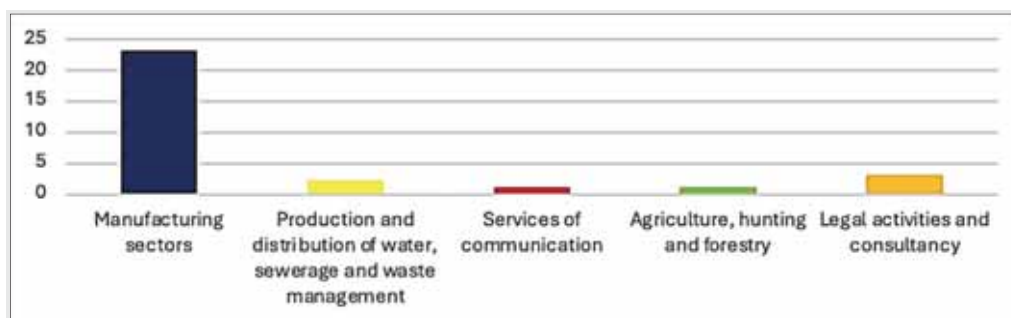 25
20
15
10
5
0
Manufacturing
sectors
Production and
distribution of water,
sewerage and waste
management
Services of
communication
Agriculture, hunting
and forestry
Legal activities and
consultancy